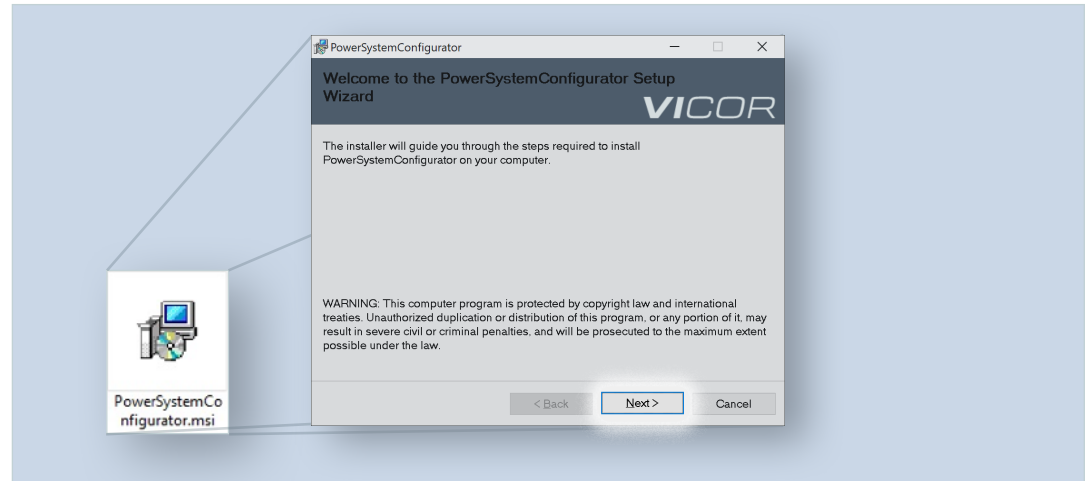 PowerSystemConfigurator
Welcome to the PowerSystemConfigurator Setup
Wizard
VICOR
The installer will guide you through the steps required to install
PowerSystemConfigurator on your computer.
WARNING: This computer program is protected by copyright law and international
treaties. Unauthorized duplication or distribution of this program, or any portion of it, may
result in severe civil or criminal penalties, and will be prosecuted to the maximum extent
possible under the law.
< Back
Next >
Cancel
PowerSystemCo
nfigurator.msi